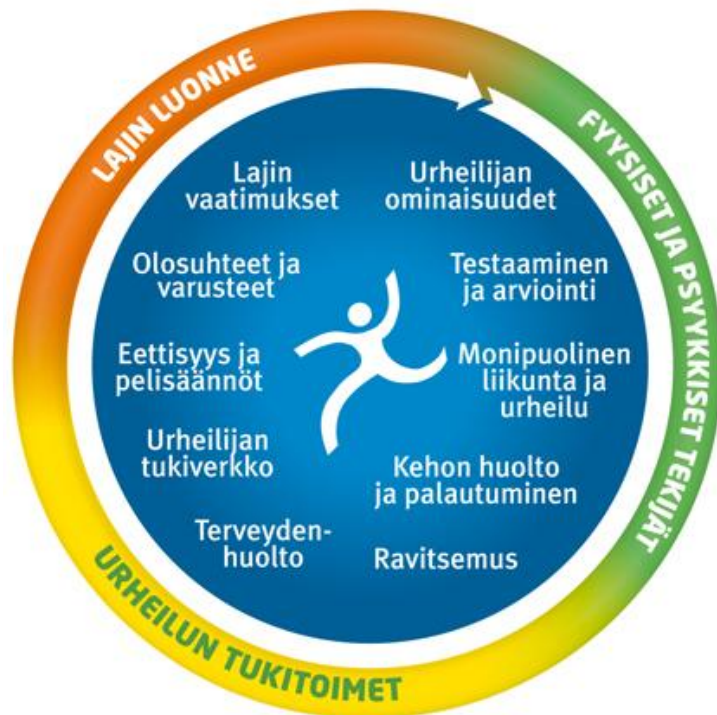 LAJIN LUONNE
FYYSISET JA PSYYKKISET TEKIJÄT
URHEILUN TUKITOIMET
Lajin
vaatimukset
Urheilijan
ominaisuudet
Olosuhteet ja
varusteet
Testaaminen
ja arviointi
Eettisyys ja
pelisäännöt
Monipuolinen
liikunta ja
urheilu
Urheilijan
tukiverkko
Kehon huolto
ja palautuminen
Terveyden-
huolto
Ravitsemus